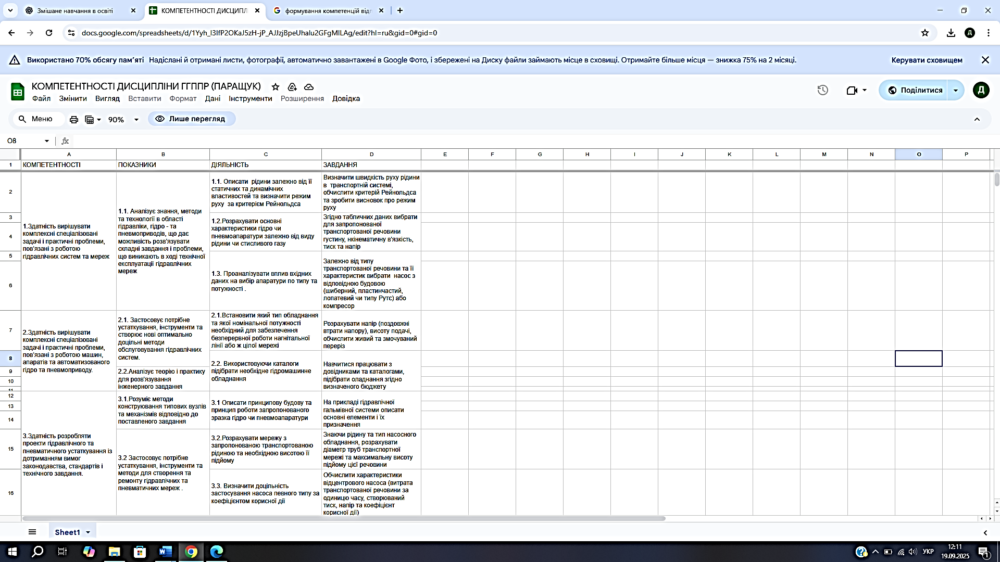 Змішане навчання в освіті
КОМПЕТЕНТНОСТІ ДИСЦИПЛ
формування компетенцій від
docs.google.com/spreadsheets/d/1Yyh_l3IfP2OKaJ5zH-jP_AJJzjBpeUhalu2GFgMlLAg/edit?hl=ru&gid=0#gid=0
Д
Використано 70% обсягу пам'яті Надіслані й отримані листи, фотографії, автоматично завантажені в Google Фото, і збережені на Диску файли займають місце в сховищі. Отримайте більше місця — знижка 75% на 2 місяці.
Керувати сховищем
КОМПЕТЕНТНОСТІ ДИСЦИПЛІНИ ГГППР (ПАРАЩУК)
Файл Змінити Вигляд Вставити Формат Дані Інструменти Розширення Довідка
Поділитися
Д
Меню
90%
Лише перегляд
O8
fx
A B C D E F G H I J K L M N O P
1 КОМПЕТЕНТНОСТІ ПОКАЗНИКИ ДІЯЛЬНІСТЬ ЗАВДАННЯ
2
3
4
5
6
1.Здатність вирішувати
комплексні спеціалізовані
задачі і практичні проблеми,
пов'язані з роботою
гідравлічних систем та мереж
1.1. Аналізує знання, методи
та технології в області
гідравліки, гідро - та
пневмоприводів, що дає
можливість розв'язувати
складні завдання і проблеми,
що виникають в ході технічної
експлуатації гідравлічних
мереж
1.1. Описати рідини залежно від її
статичних та динамічних
властивостей та визначити режим
руху за критерієм Рейнольдса
Визначити швидкість руху рідини
в транспортній системі,
обчислити критерій Рейнольдса
та зробити висновок про режим
руху
1.2.Розрахувати основні
характеристики гідро чи
пневмоапаратури залежно від виду
рідини чи стисливого газу
Згідно табличних даних вибрати
для запропонованої
транспортованої речовини
густину, нкінематичну в'язкість,
тиск та напір
1.3. Проаналізувати вплив вхідних
даних на вибір апаратури по типу та
потужності .
Залежно від типу
транспортованої речовини та її
характеристик вибрати насос з
відповідною будовою
(шиберний, пластинчастий,
лопатевий чи типу Рутс) або
компресор
7
8
9
10
11
2.Здатність вирішувати
комплексні спеціалізовані
задачі і практичні проблеми,
пов'язані з роботою машин,
апаратів та автоматизованого
гідро та пневмоприводу.
2.1. Застосовує потрібне
устаткування, інструменти та
створює нові оптимально
доцільні методи
обслуговування гідравлічних
систем.
2.1.Встановити який тип обладнання
та якої номінальної потужності
необхідний для забезпечення
безперервної роботи нагнітальної
лінії або ж цілої мережі
Розрахувати напір (поздовжні
втрати напору), висоту подачі,
обчислити живий та змочуваний
переріз
2.2.Аналізує теорію і практику
для розв'язування
інженерного завдання
2.2. Використовуючи каталоги
підібрати необхідне гідромашинне
обладнання
Навчитися працювати з
довідниками та каталогами,
підібрати оладнання згідно
визначеного бюджету
12
13
14
15
16
3.Здатність розробляти
проекти гідравлічного та
пневматичного устаткування із
дотриманням вимог
законодавства, стандартів і
технічного завдання.
3.1.Розуміє методи
конструювання типових вузлів
та механізмів відповідно до
поставленого завдання
3.1 Описати принципову будову та
принцип роботи запропонованого
зразка гідро чи пневмоапаратури
На прикладі гідравлічної
гальмівної системи описати
основні елементи і їх
призначення
3.2 Застосовує потрібне
устаткування, інструменти та
методи для створення та
ремонту гідравлічних та
пневматичних мереж .
3.2.Розрахувати мережу з
запропонованою транспортованою
рідиною та необхідною висотою її
підйому
Знаючи рідину та тип насосного
обладнання, розрахувати
діаметр труб транспортної
мережі та максимальну висоту
підйому цієї речовини
3.3. Визначити доцільність
застосування насоса певного типу за
коефіцієнтом корисної дії
Обчислити характеристики
відцентрового насоса (витрата
транспортованої речовини за
одиницю часу, створюваний
тиск, напір та коефіцієнт
корисної дії)
Sheet1
УКР
12:11
19.09.2025
1